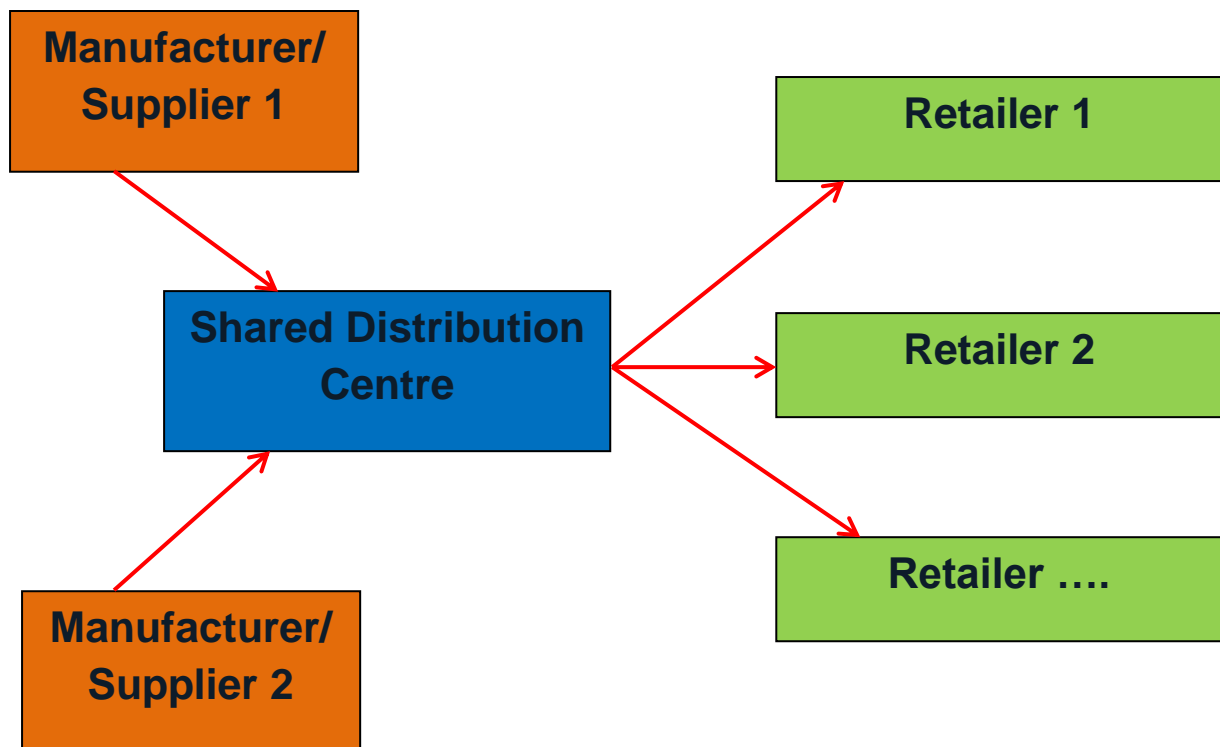 Manufacturer/
Supplier 1
Retailer 1
Shared Distribution
Centre
Retailer 2
Retailer ….
Manufacturer/
Supplier 2